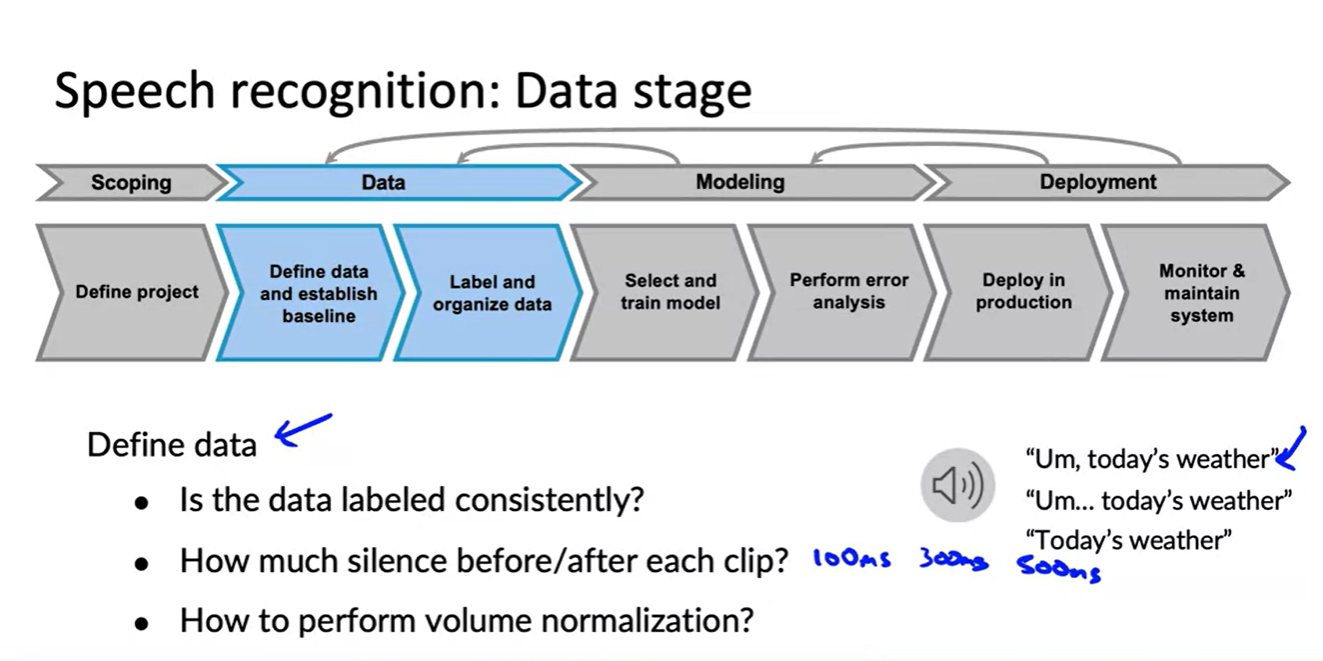 Speech recognition: Data stage
Scoping
Data
Modeling
Deployment
Define project
Define data
and establish
baseline
Label and
organize data
Select and
train model
Perform error
analysis
Deploy in
production
Monitor &
maintain
system
Define data
• Is the data labeled consistently?
• How much silence before/after each clip? 100ms 300ms 500ms
• How to perform volume normalization?
“Um, today’s weather”
“Um... today’s weather”
“Today’s weather”